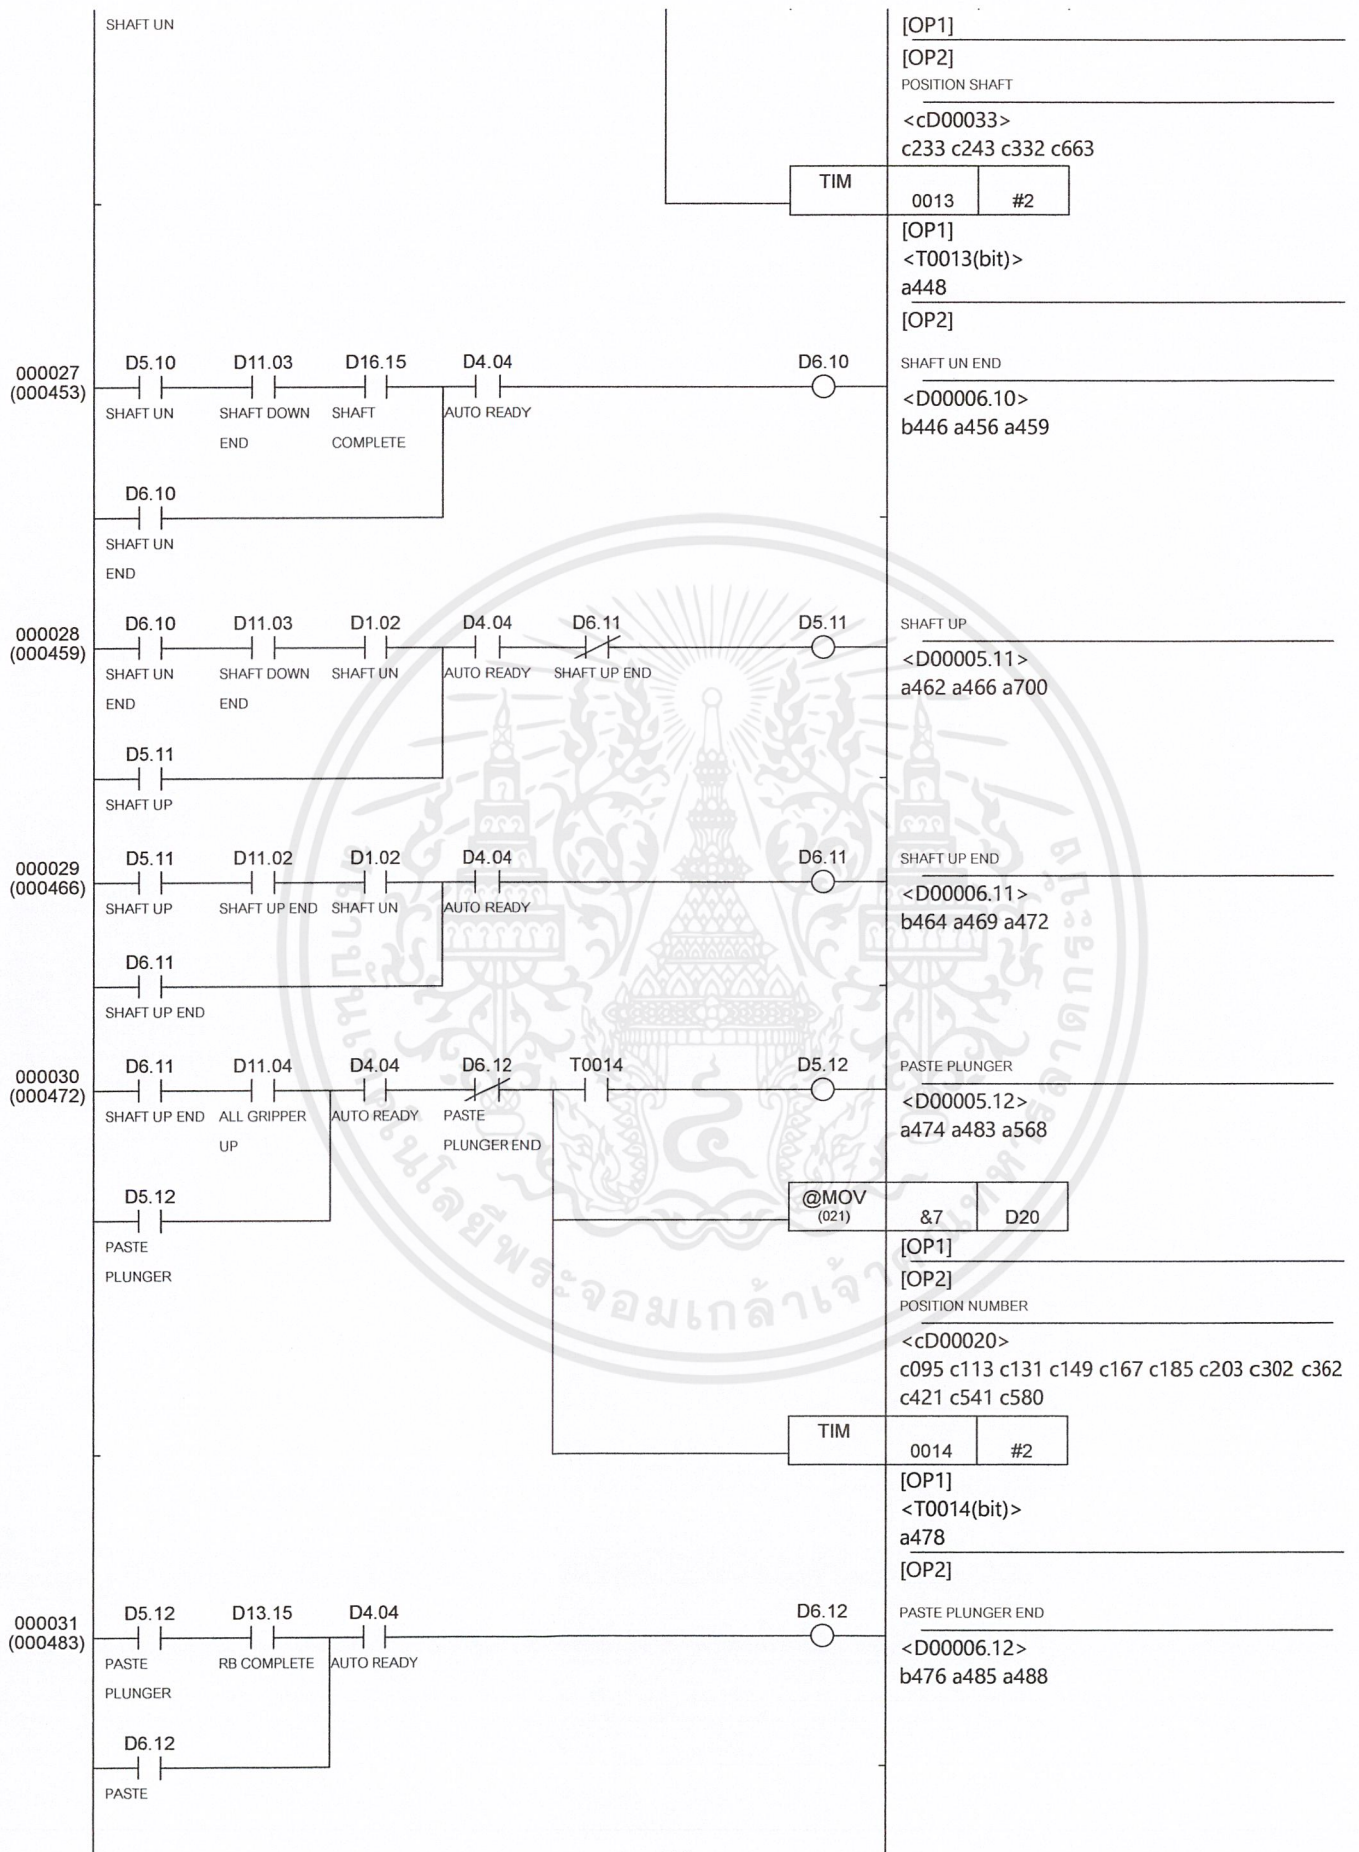 SHAFT UN
[OP1]
[OP2]
POSITION SHAFT
<cD00033>
c233 c243 c332 c663
TIM
0013 #2
[OP1]
<T0013(bit)>
a448
[OP2]
000027
(000453)
D5.10 D11.03 D16.15 D4.04 D6.10
SHAFT UN END
SHAFT UN SHAFT DOWN SHAFT AUTO READY
END COMPLETE
<D00006.10>
b446 a456 a459
D6.10
SHAFT UN
END
000028
(000459)
D6.10 D11.03 D1.02 D4.04 D6.11 D5.11
SHAFT UP
SHAFT UN SHAFT DOWN SHAFT UN AUTO READY SHAFT UP END
END END
<D00005.11>
a462 a466 a700
D5.11
SHAFT UP
000029
(000466)
D5.11 D11.02 D1.02 D4.04 D6.11
SHAFT UP END
SHAFT UP SHAFT UP END SHAFT UN AUTO READY
<D00006.11>
b464 a469 a472
D6.11
SHAFT UP END
000030
(000472)
D6.11 D11.04 D4.04 D6.12 T0014 D5.12
PASTE PLUNGER
SHAFT UP END ALL GRIPPER AUTO READY PASTE
UP PLUNGER END
<D00005.12>
a474 a483 a568
D5.12
PASTE
PLUNGER
@MOV
(021) &7 D20
[OP1]
[OP2]
POSITION NUMBER
<cD00020>
c095 c113 c131 c149 c167 c185 c203 c302 c362
c421 c541 c580
TIM
0014 #2
[OP1]
<T0014(bit)>
a478
[OP2]
000031
(000483)
D5.12 D13.15 D4.04 D6.12
PASTE PLUNGER END
PASTE RB COMPLETE AUTO READY
PLUNGER
<D00006.12>
b476 a485 a488
D6.12
PASTE